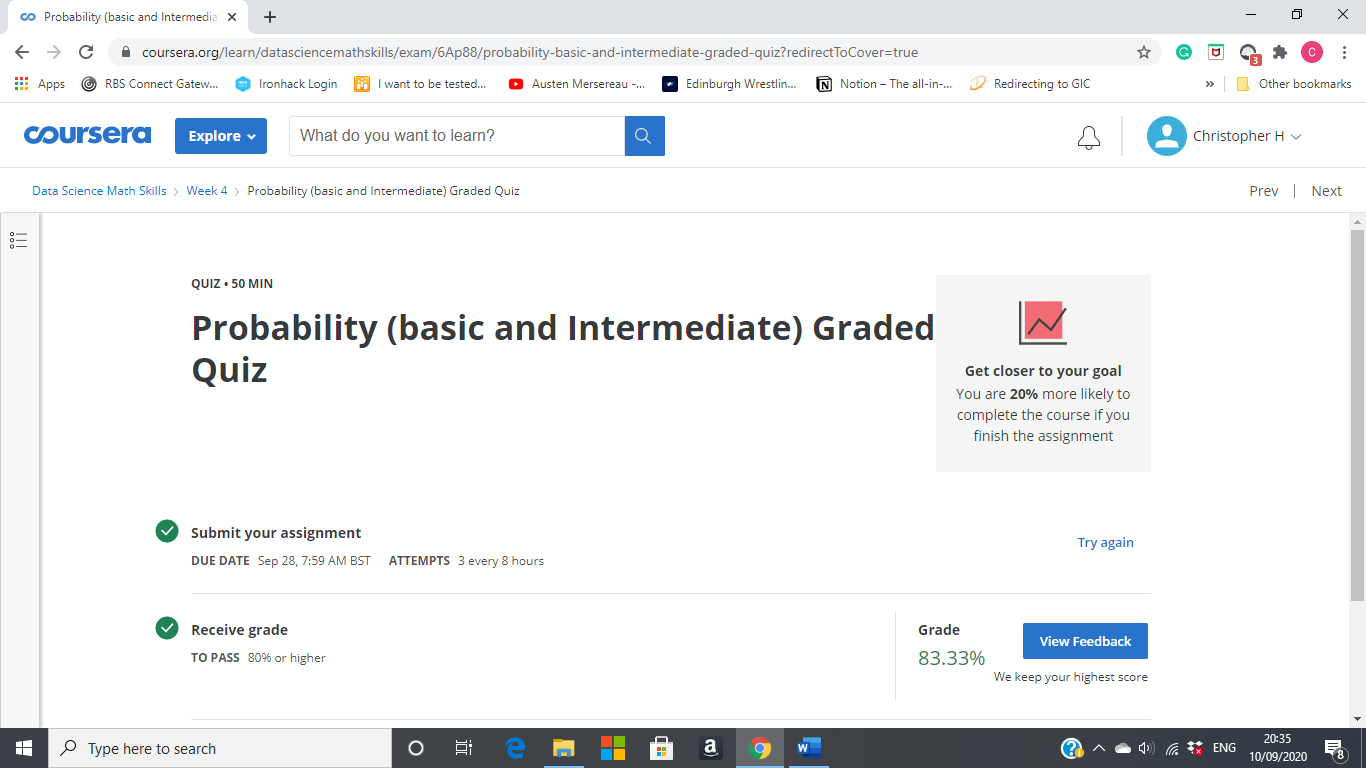 Probability (basic and Intermedia
coursera.org/learn/datasciencemathskills/exam/6Ap88/probability-basic-and-intermediate-graded-quiz?redirectToCover=true
3
C
Apps RBS Connect Gatew... Ironhack Login I want to be tested... Austen Mersereau -... Edinburgh Wrestlin... Notion – The all-in-... Redirecting to GIC » Other bookmarks
coursera Explore What do you want to learn? Christopher H
Data Science Math Skills > Week 4 > Probability (basic and Intermediate) Graded Quiz Prev | Next
QUIZ • 50 MIN
Probability (basic and Intermediate) Graded
Quiz
Get closer to your goal
You are 20% more likely to
complete the course if you
finish the assignment
Submit your assignment
DUE DATE Sep 28, 7:59 AM BST ATTEMPTS 3 every 8 hours
Try again
Receive grade
TO PASS 80% or higher
Grade
83.33%
View Feedback
We keep your highest score
Type here to search
ENG
20:35
10/09/2020
8